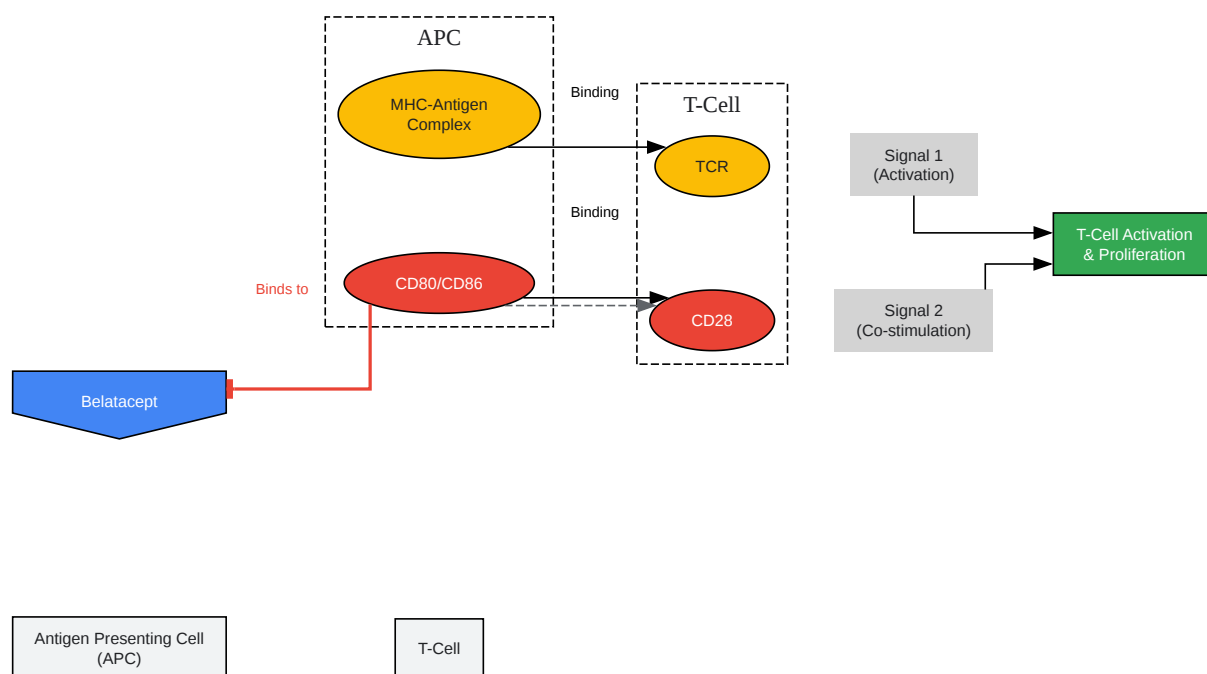 APC
MHC-Antigen
Complex
Binding
T-Cell
TCR
Signal 1
(Activation)
Binding
T-Cell Activation
& Proliferation
Binds to
CD80/CD86
CD28
Signal 2
(Co-stimulation)
Belatacept
Antigen Presenting Cell
(APC)
T-Cell